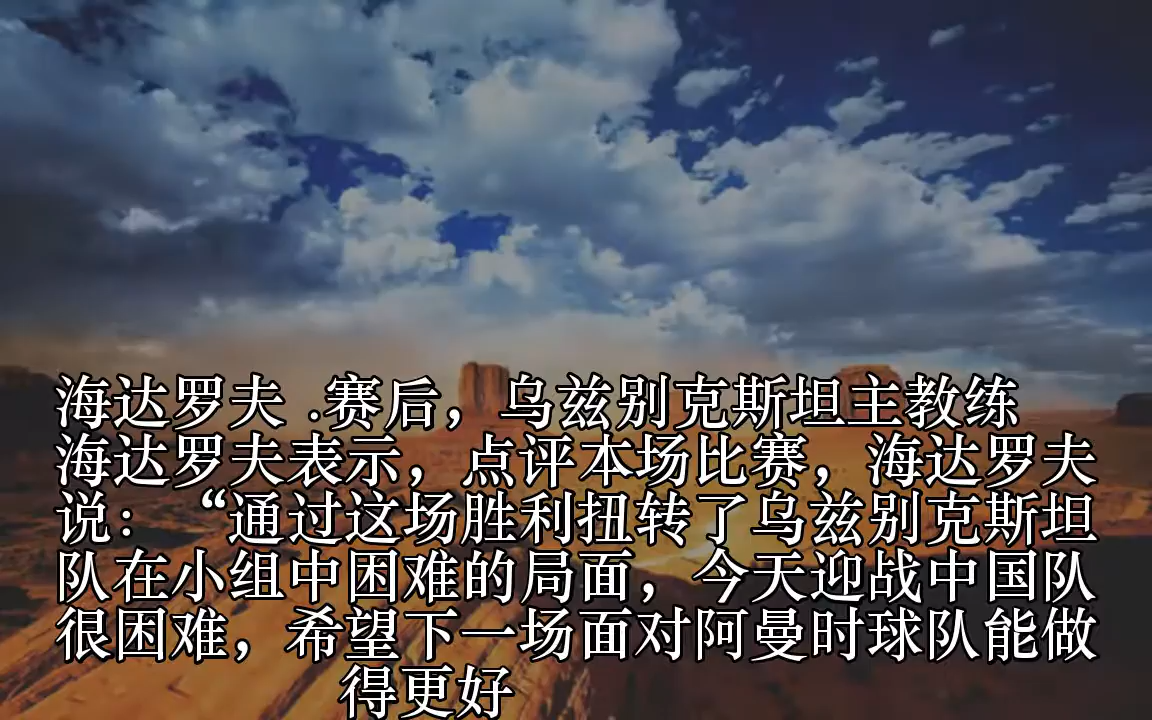 海达罗夫 .赛后，乌兹别克斯坦主教练
海达罗夫表示，点评本场比赛，海达罗夫
说：“通过这场胜利扭转了乌兹别克斯坦
队在小组中困难的局面，今天迎战中国队
很困难，希望下一场面对阿曼时球队能做
得更好